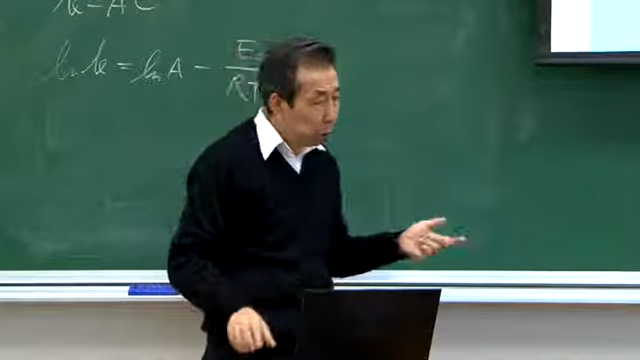 k = A e
ln k = ln A - E / RT